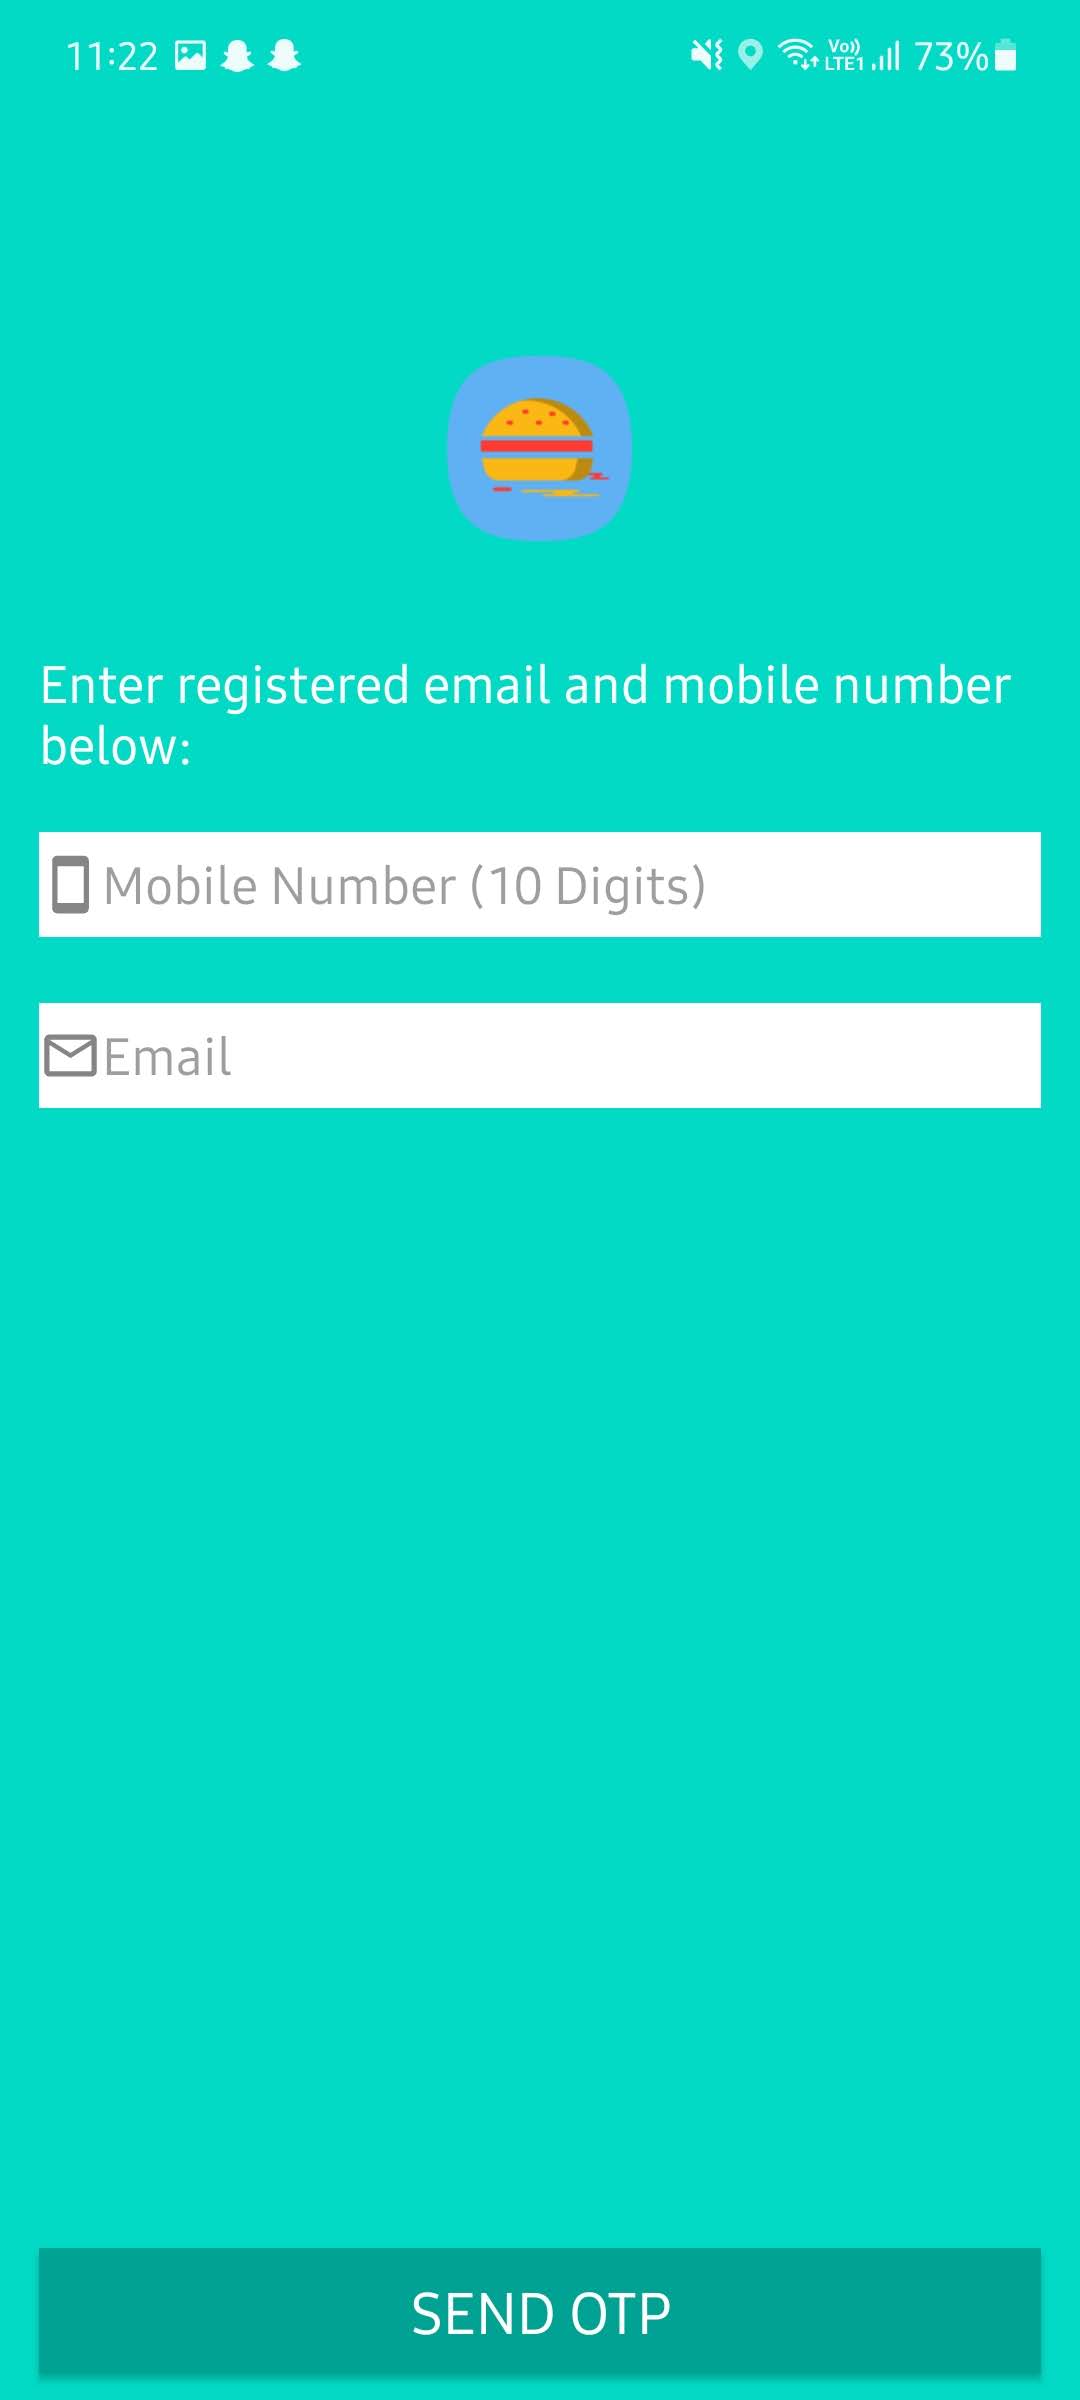 11:22 Vo)) LTE1 73%
Enter registered email and mobile number
below:
Mobile Number (10 Digits)
Email
SEND OTP